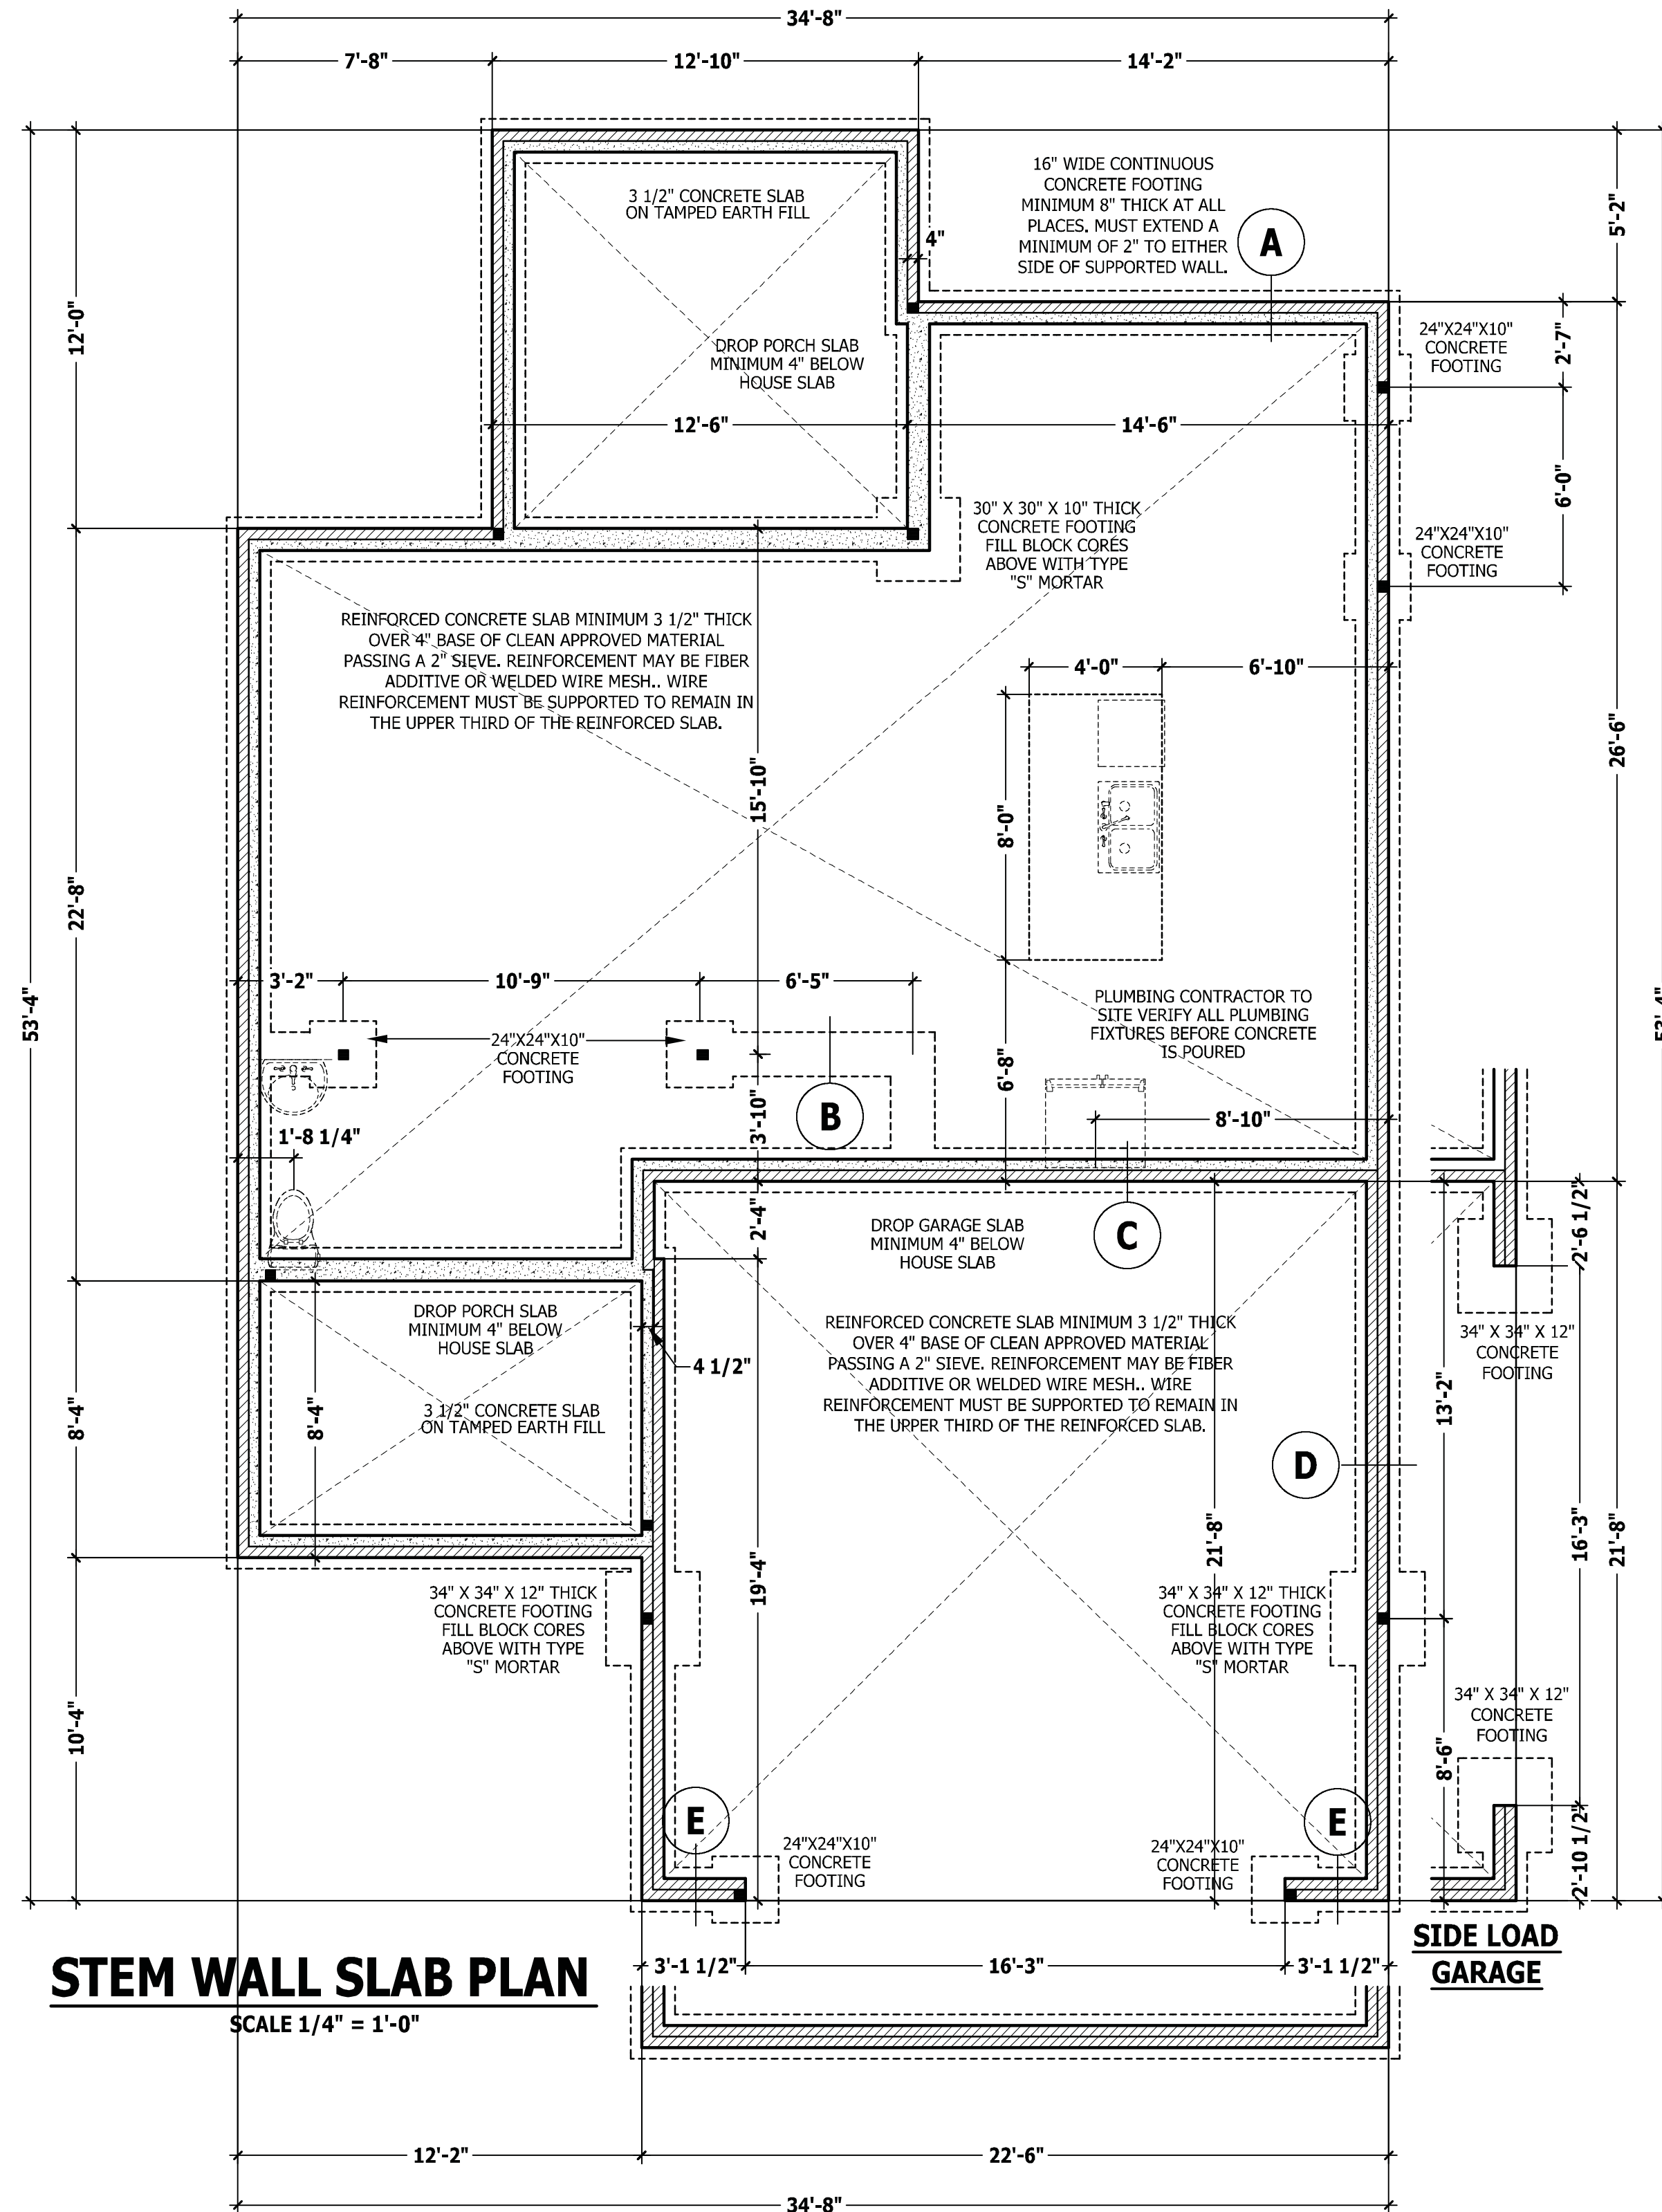 34'-8"
7'-8"
12'-10"
14'-2"
16" WIDE CONTINUOUS
CONCRETE FOOTING
MINIMUM 8" THICK AT ALL
PLACES. MUST EXTEND A
MINIMUM OF 2" TO EITHER
SIDE OF SUPPORTED WALL.
A
3 1/2" CONCRETE SLAB
ON TAMPED EARTH FILL
4"
5'-2"
12'-0"
DROP PORCH SLAB
MINIMUM 4" BELOW
HOUSE SLAB
24"X24"X10"
CONCRETE
FOOTING
2'-7"
12'-6"
14'-6"
6'-0"
30" X 30" X 10" THICK
CONCRETE FOOTING
FILL BLOCK CORES
ABOVE WITH TYPE
"S" MORTAR
24"X24"X10"
CONCRETE
FOOTING
REINFORCED CONCRETE SLAB MINIMUM 3 1/2" THICK
OVER 4" BASE OF CLEAN APPROVED MATERIAL
PASSING A 2" SIEVE. REINFORCEMENT MAY BE FIBER
ADDITIVE OR WELDED WIRE MESH.. WIRE
REINFORCEMENT MUST BE SUPPORTED TO REMAIN IN
THE UPPER THIRD OF THE REINFORCED SLAB.
4'-0"
6'-10"
26'-6"
15'-10"
8'-0"
22'-8"
53'-4"
53'-4"
3'-2"
10'-9"
6'-5"
24"X24"X10"
CONCRETE
FOOTING
PLUMBING CONTRACTOR TO
SITE VERIFY ALL PLUMBING
FIXTURES BEFORE CONCRETE
IS POURED
6'-8"
3'-10"
B
8'-10"
1'-8 1/4"
2'-4"
C
DROP GARAGE SLAB
MINIMUM 4" BELOW
HOUSE SLAB
2'-6 1/2"
DROP PORCH SLAB
MINIMUM 4" BELOW
HOUSE SLAB
REINFORCED CONCRETE SLAB MINIMUM 3 1/2" THICK
OVER 4" BASE OF CLEAN APPROVED MATERIAL
PASSING A 2" SIEVE. REINFORCEMENT MAY BE FIBER
ADDITIVE OR WELDED WIRE MESH.. WIRE
REINFORCEMENT MUST BE SUPPORTED TO REMAIN IN
THE UPPER THIRD OF THE REINFORCED SLAB.
34" X 34" X 12"
CONCRETE
FOOTING
4 1/2"
8'-4"
8'-4"
3 1/2" CONCRETE SLAB
ON TAMPED EARTH FILL
13'-2"
D
19'-4"
21'-8"
16'-3"
21'-8"
34" X 34" X 12" THICK
CONCRETE FOOTING
FILL BLOCK CORES
ABOVE WITH TYPE
"S" MORTAR
34" X 34" X 12" THICK
CONCRETE FOOTING
FILL BLOCK CORES
ABOVE WITH TYPE
"S" MORTAR
10'-4"
34" X 34" X 12"
CONCRETE
FOOTING
8'-6"
E
E
24"X24"X10"
CONCRETE
FOOTING
24"X24"X10"
CONCRETE
FOOTING
2'-10 1/2"
SIDE LOAD
GARAGE
3'-1 1/2"
16'-3"
3'-1 1/2"
STEM WALL SLAB PLAN
SCALE 1/4" = 1'-0"
12'-2"
22'-6"
34'-8"